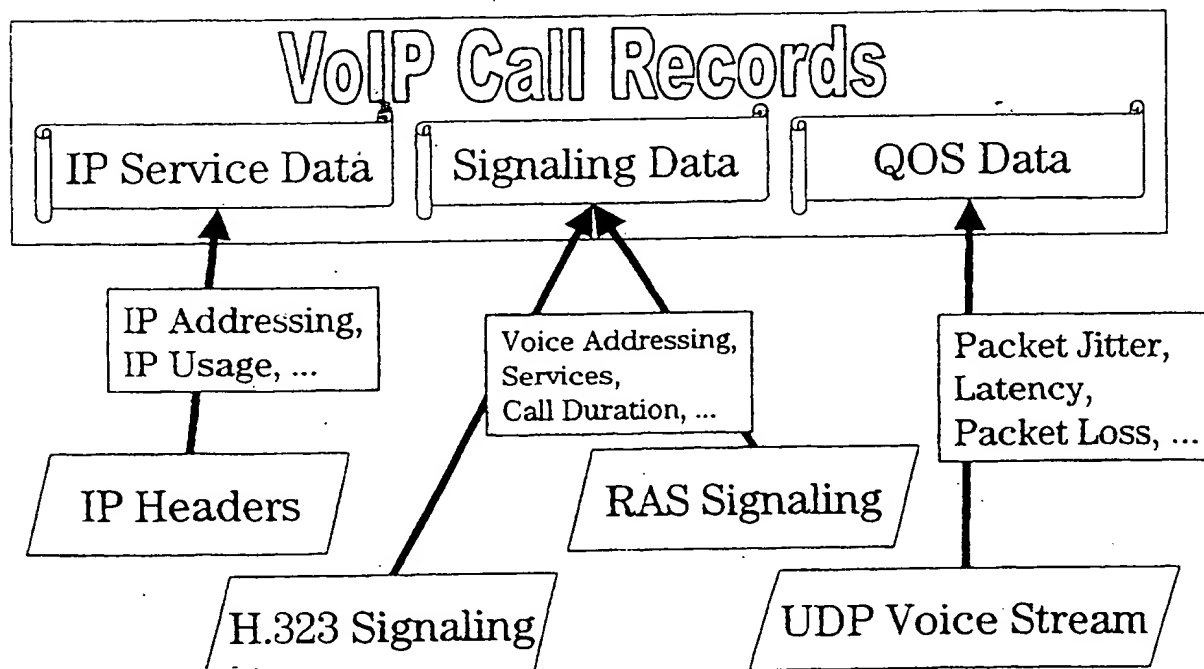 VoIP Call Records
IP Service Data
Signaling Data
QOS Data
IP Addressing,
IP Usage, ...
Voice Addressing,
Services,
Call Duration, ...
Packet Jitter,
Latency,
Packet Loss, ...
IP Headers
RAS Signaling
H.323 Signaling
UDP Voice Stream